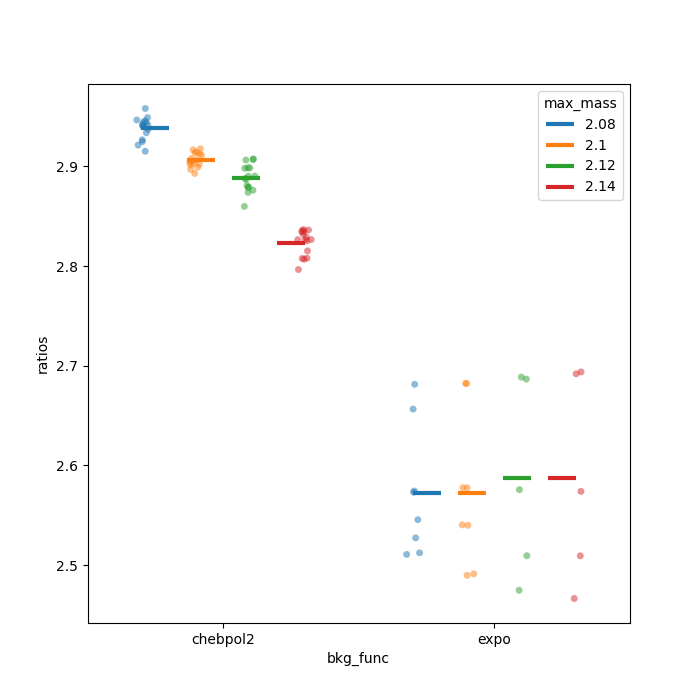 max_mass
2.08
2.1
2.12
2.14
ratios
2.9
2.8
2.7
2.6
2.5
chebpol2
expo
bkg_func